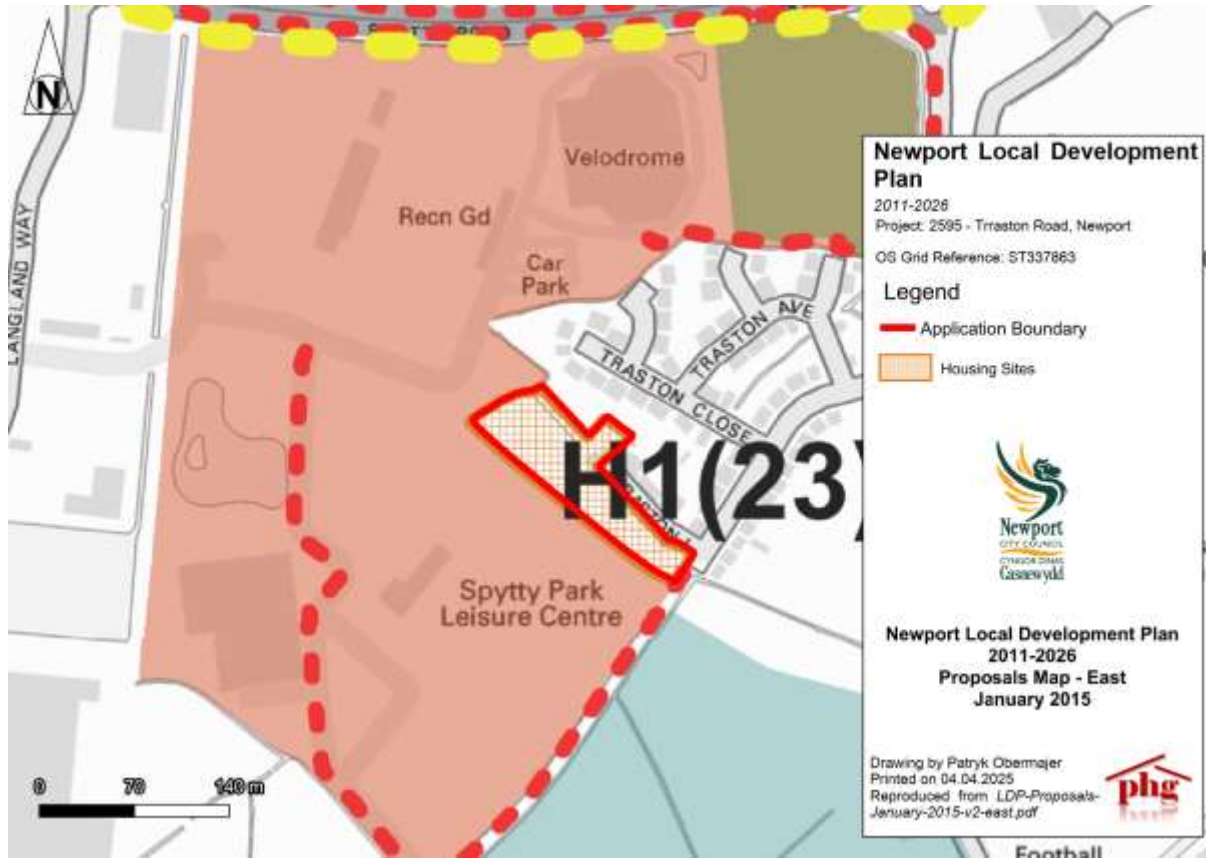 N
LANGLAND WAY
Velodrome
Recn Gd
Car
Park
TRASTON AVE
TRASTON CLOSE
H1(23)
Spytty Park
Leisure Centre
0 70 140 m
Newport Local Development
Plan
2011-2026
Project: 2595 - Trraston Road, Newport
OS Grid Reference: ST337863
Legend
Application Boundary
Housing Sites
Newport
CITY COUNCIL
CYNGOR DINAS
Casnewydd
Newport Local Development Plan
2011-2026
Proposals Map - East
January 2015
Drawing by Patryk Obermajer
Printed on 04.04.2025
Reproduced from LDP-Proposals-
January-2015-v2-east.pdf
phg
Football